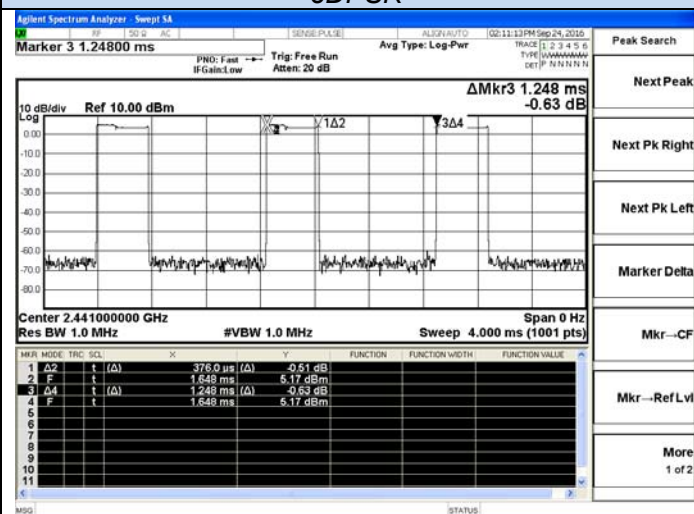 Agilent Spectrum Analyzer - Swept SA
RF 50 Ω AC SENSE:PULSE ALIGN AUTO 02:11:13 PM Sep 24, 2016
Marker 3 1.24800 ms
PNO: Fast
IFGain:Low
Trig: Free Run
Atten: 20 dB
Avg Type: Log-Pwr
TRACE 1 2 3 4 5 6
TYPE
DET P N N N N N
Peak Search
ΔMkr3 1.248 ms
-0.63 dB
10 dB/div Ref 10.00 dBm
Log
1Δ2
3Δ4
0.00
-10.0
-20.0
-30.0
-40.0
-50.0
-60.0
-70.0
-80.0
Center 2.441000000 GHz Span 0 Hz
Res BW 1.0 MHz #VBW 1.0 MHz Sweep 4.000 ms (1001 pts)
MKR MODE TRC SCL X Y FUNCTION FUNCTION WIDTH FUNCTION VALUE
1 Δ2 t (Δ) 376.0 µs (Δ) -0.51 dB
2 F t 1.648 ms 5.17 dBm
3 Δ4 t (Δ) 1.248 ms (Δ) -0.63 dB
4 F t 1.648 ms 5.17 dBm
5
6
7
8
9
10
11
MSG STATUS
Next Peak
Next Pk Right
Next Pk Left
Marker Delta
Mkr→CF
Mkr→Ref Lvl
More
1 of 2